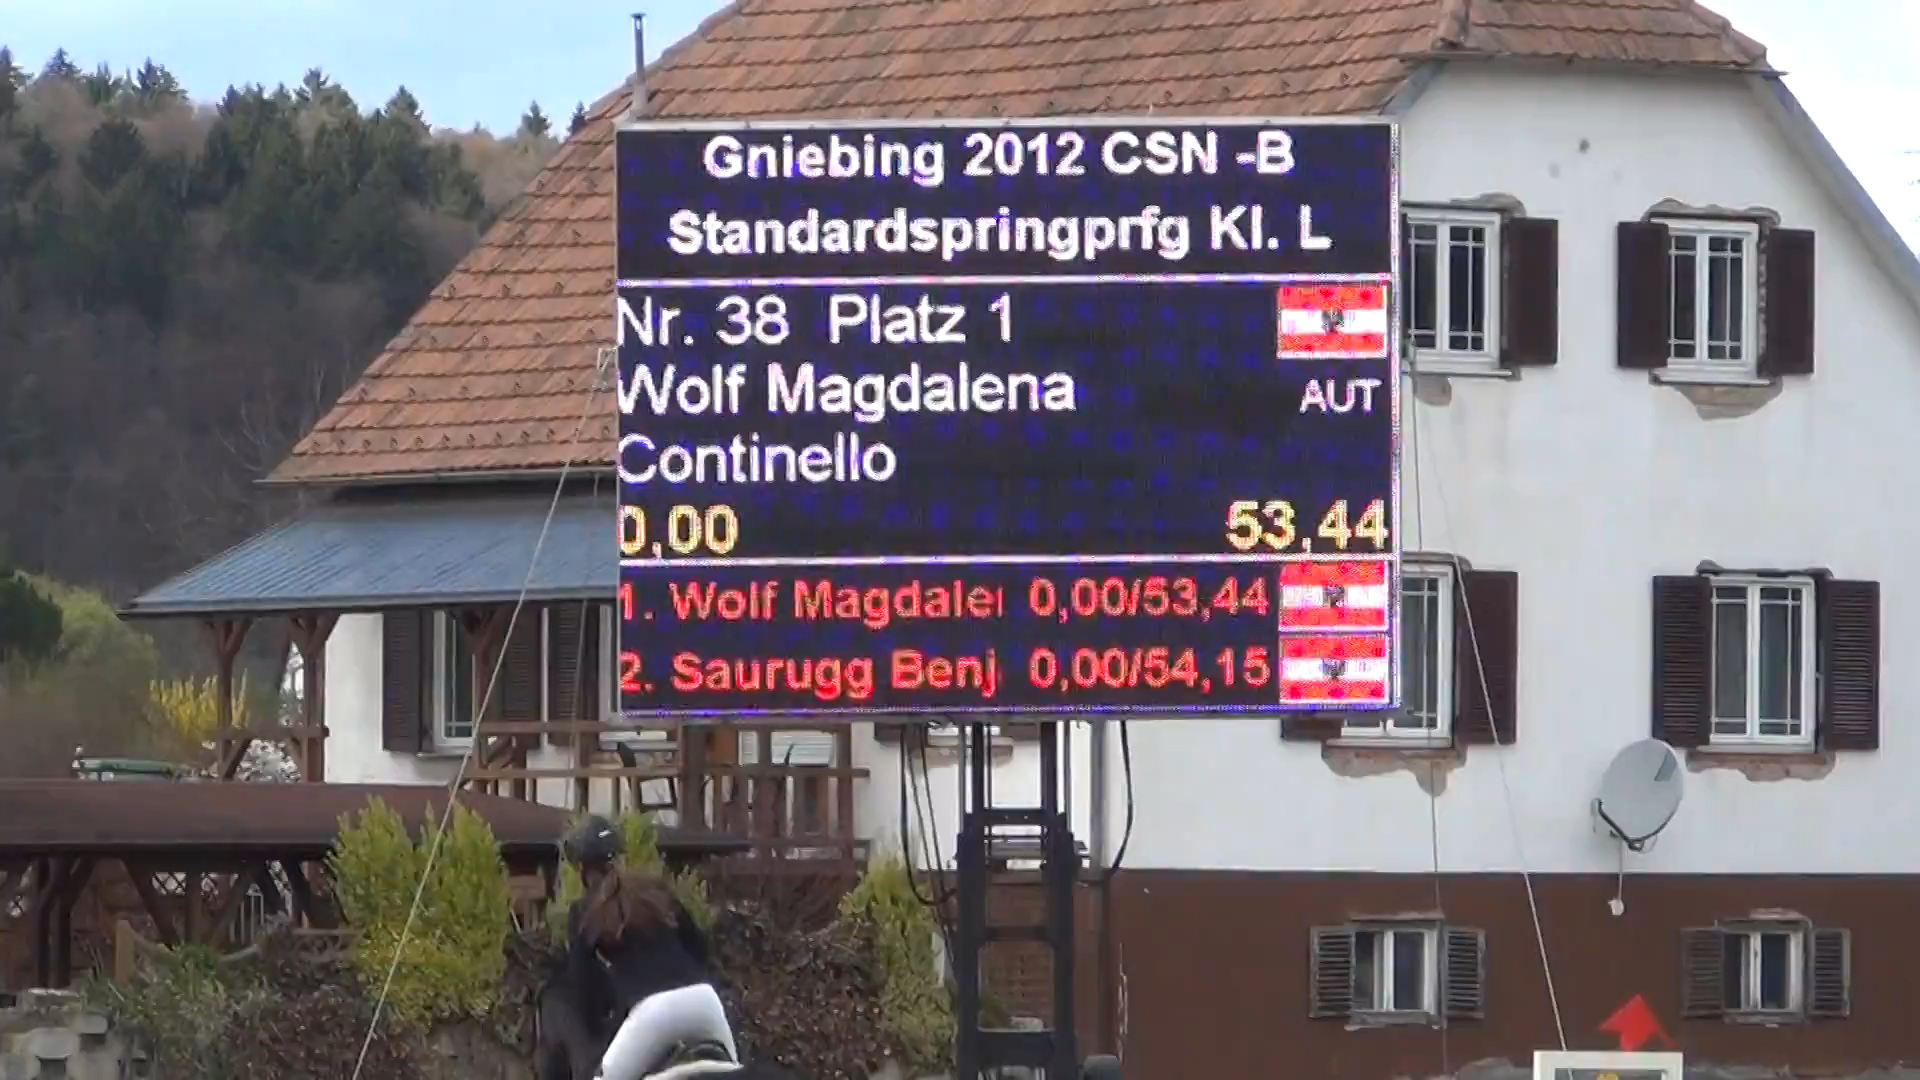 Gniebing 2012 CSN -B
Standardspringprfg Kl. L
Nr. 38 Platz 1
Wolf Magdalena AUT
Continello
0,00 53,44
1. Wolf Magdaler 0,00/53,44
2. Saurugg Benj 0,00/54,15